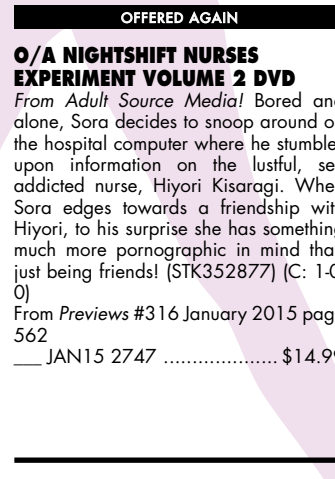 OFFERED AGAIN
O/A NIGHTSHIFT NURSES
EXPERIMENT VOLUME 2 DVD
From Adult Source Media! Bored an
alone, Sora decides to snoop around o
the hospital computer where he stumble
upon information on the lustful, se
addicted nurse, Hiyori Kisaragi. Whe
Sora edges towards a friendship wit
Hiyori, to his surprise she has something
much more pornographic in mind tha
just being friends! (STK352877) (C: 1-0
0)
From Previews #316 January 2015 pag
562
___ JAN15 2747 .................... $14.99